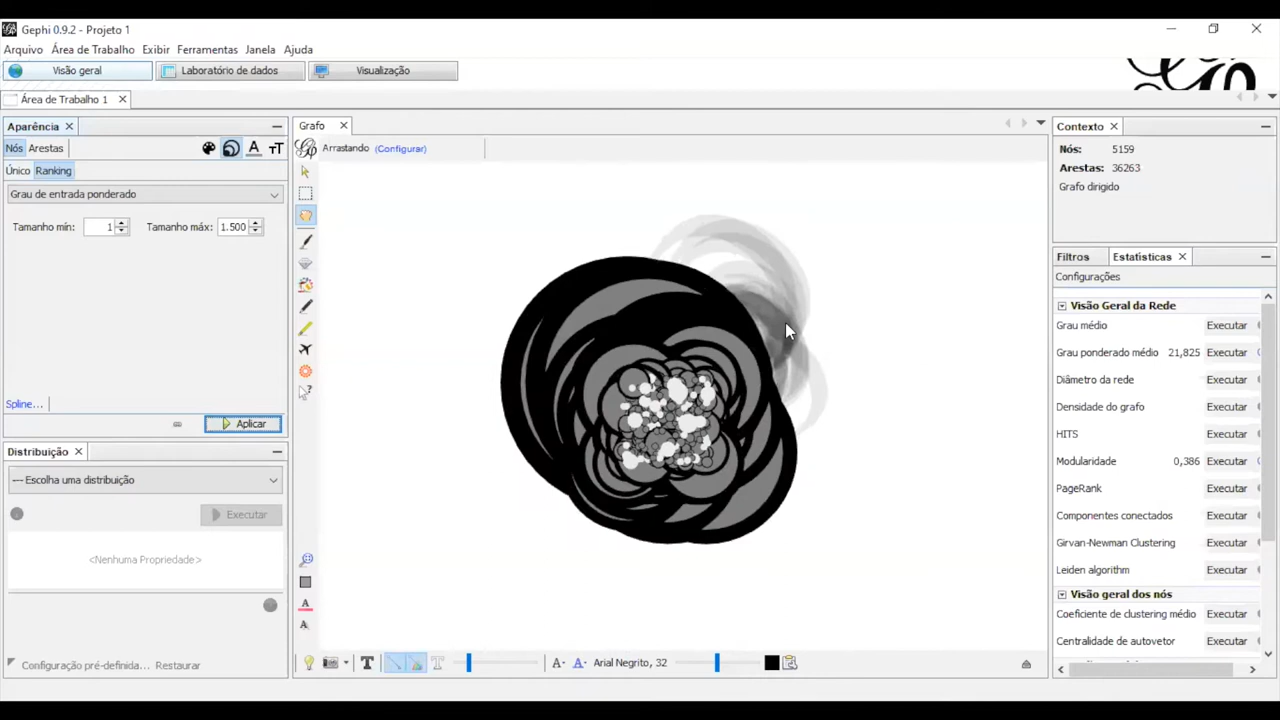 Gephi 0.9.2 - Projeto 1
Arquivo Área de Trabalho Exibir Ferramentas Janela Ajuda
Visão geral Laboratório de dados Visualização
Área de Trabalho 1
Aparência
Nós Arestas
Único Ranking
Grau de entrada ponderado
Tamanho mín: 1 Tamanho máx: 1.500
Spline...
Aplicar
Distribuição
--- Escolha uma distribuição
Executar
<Nenhuma Propriedade>
Configuração pré-definida... Restaurar
Grafo
Arrastando (Configurar)
Arial Negrito, 32
Contexto
Nós: 5159
Arestas: 36263
Grafo dirigido
Filtros Estatísticas
Configurações
Visão Geral da Rede
Grau médio Executar
Grau ponderado médio 21,825 Executar
Diâmetro da rede Executar
Densidade do grafo Executar
HITS Executar
Modularidade 0,386 Executar
PageRank Executar
Componentes conectados Executar
Girvan-Newman Clustering Executar
Leiden algorithm Executar
Visão geral dos nós
Coeficiente de clustering médio Executar
Centralidade de autovetor Executar